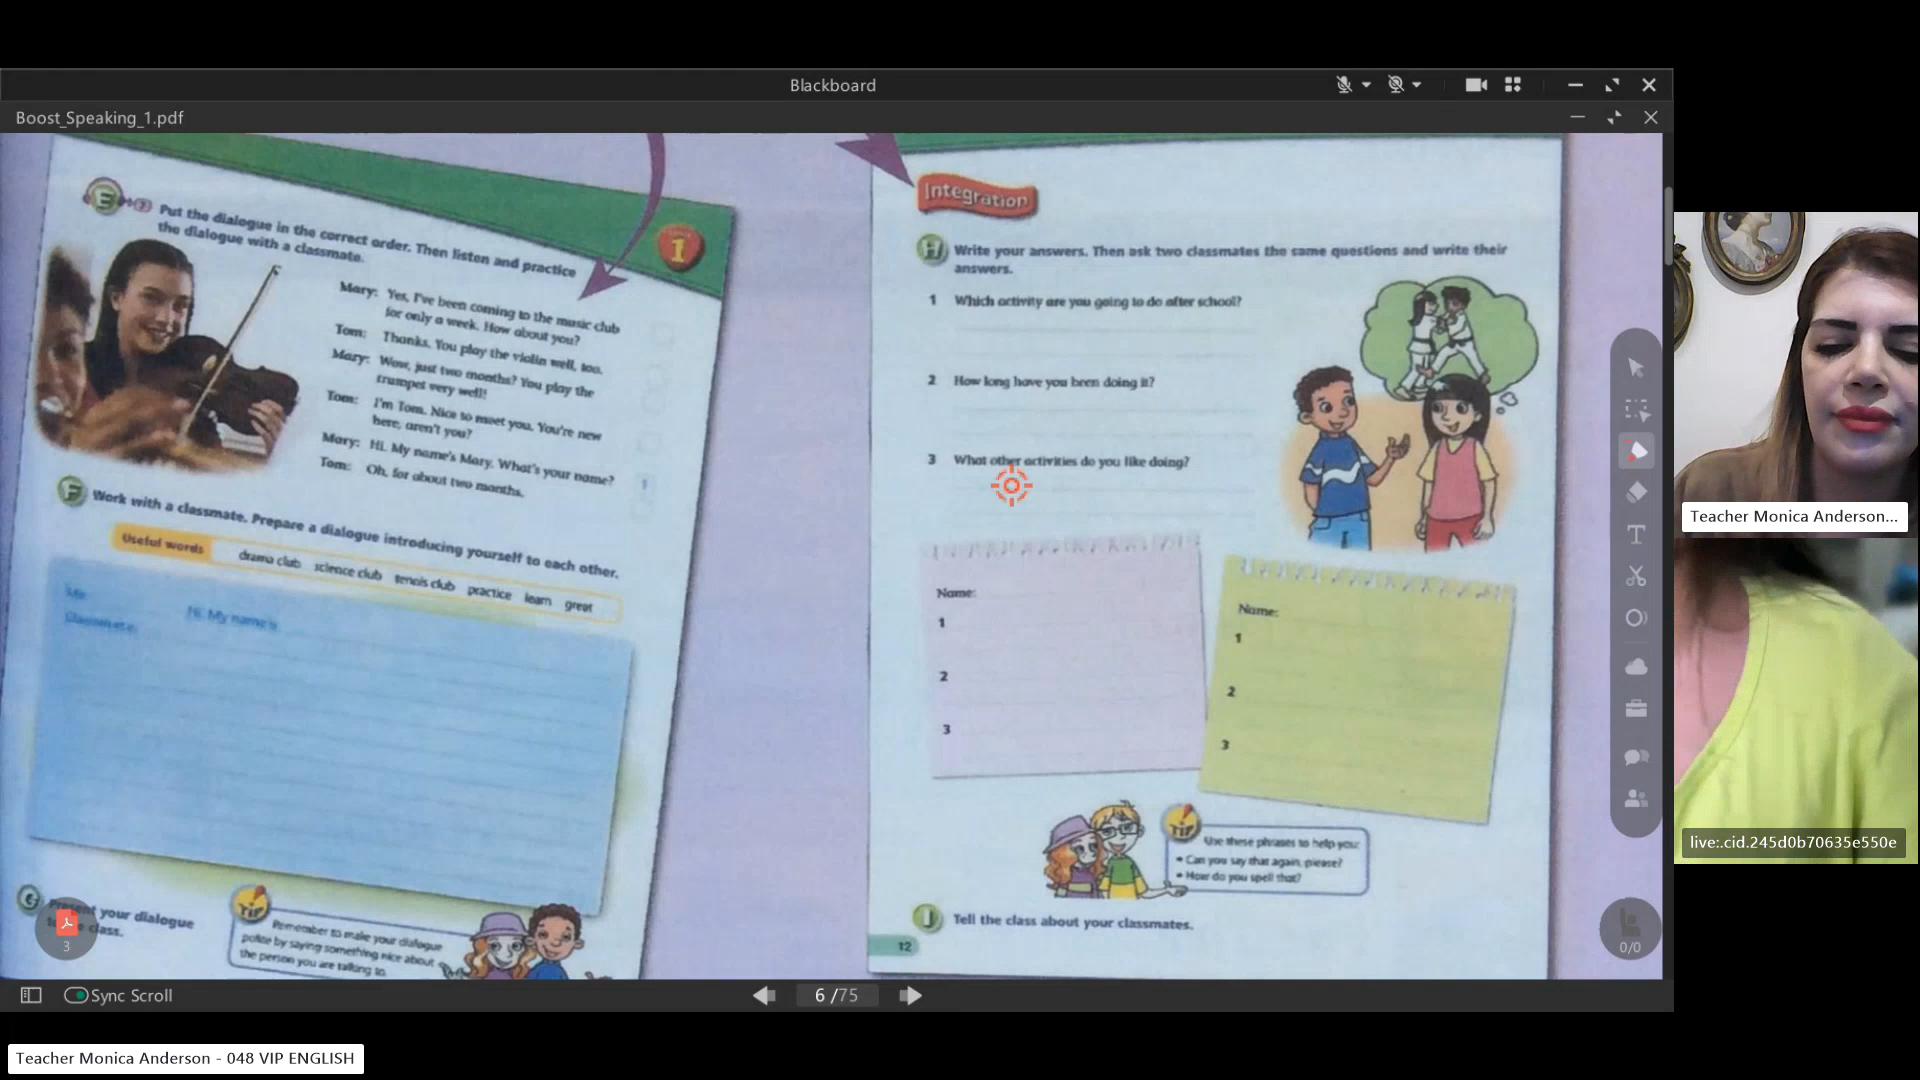 Blackboard
Boost_Speaking_1.pdf
E
Put the dialogue in the correct order. Then listen and practice
the dialogue with a classmate.
1
Mary: Yes, I've been coming to the music club
for only a week. How about you?
Tom: Thanks. You play the violin well, too.
Mary: Wow, just two months? You play the
trumpet very well!
Tom: I'm Tom. Nice to meet you. You're new
here, aren't you?
Mary: Hi. My name's Mary. What's your name?
1
Tom: Oh, for about two months.
F Work with a classmate. Prepare a dialogue introducing yourself to each other.
Useful words drama club science club tennis club practice learn great
Me: Hi. My name's
Classmate:
G Present your dialogue
class.
TIP
Remember to make your dialogue
polite by saying something nice about
the person you are talking to.
Integration
H Write your answers. Then ask two classmates the same questions and write their
answers.
1 Which activity are you going to do after school?
2 How long have you been doing it?
3 What other activities do you like doing?
Name:
1
2
3
Name:
1
2
3
TIP
Use these phrases to help you:
• Can you say that again, please?
• How do you spell that?
Tell the class about your classmates.
12
3
0/0
Sync Scroll
6 /75
Teacher Monica Anderson...
live:.cid.245d0b70635e550e
Teacher Monica Anderson - 048 VIP ENGLISH